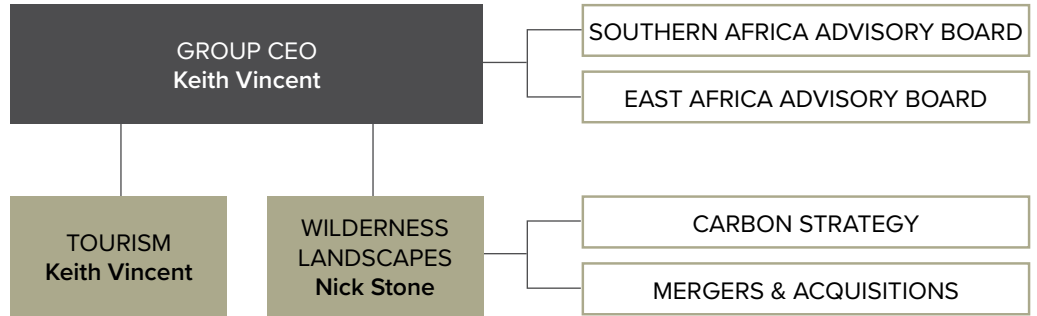 GROUP CEO
Keith Vincent
SOUTHERN AFRICA ADVISORY BOARD
EAST AFRICA ADVISORY BOARD
TOURISM
Keith Vincent
WILDERNESS
LANDSCAPES
Nick Stone
CARBON STRATEGY
MERGERS & ACQUISITIONS